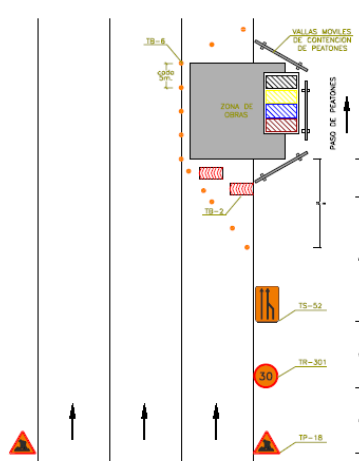 TB-6
VALLAS MOVILES
DE CONTENCION
DE PEATONES
cada
5m.
ZONA DE
OBRAS
PASO DE PEATONES
TB-2
TS-52
30
TR-301
TP-18